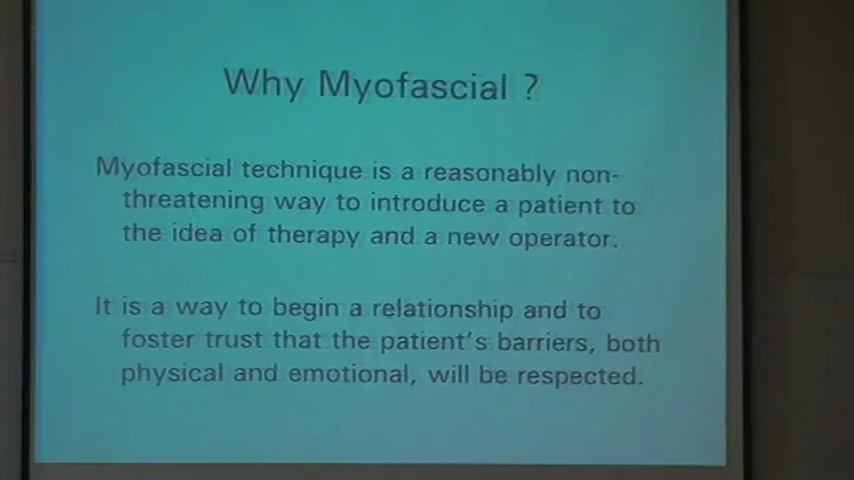 Why Myofascial ?
Myofascial technique is a reasonably non-
threatening way to introduce a patient to
the idea of therapy and a new operator.
It is a way to begin a relationship and to
foster trust that the patient's barriers, both
physical and emotional, will be respected.